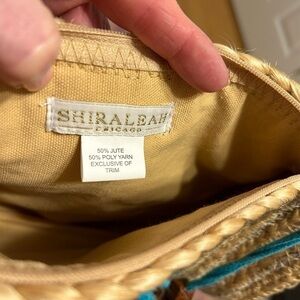 SHIRALEAH
CHICAGO
50% JUTE
50% POLY YARN
EXCLUSIVE OF
TRIM